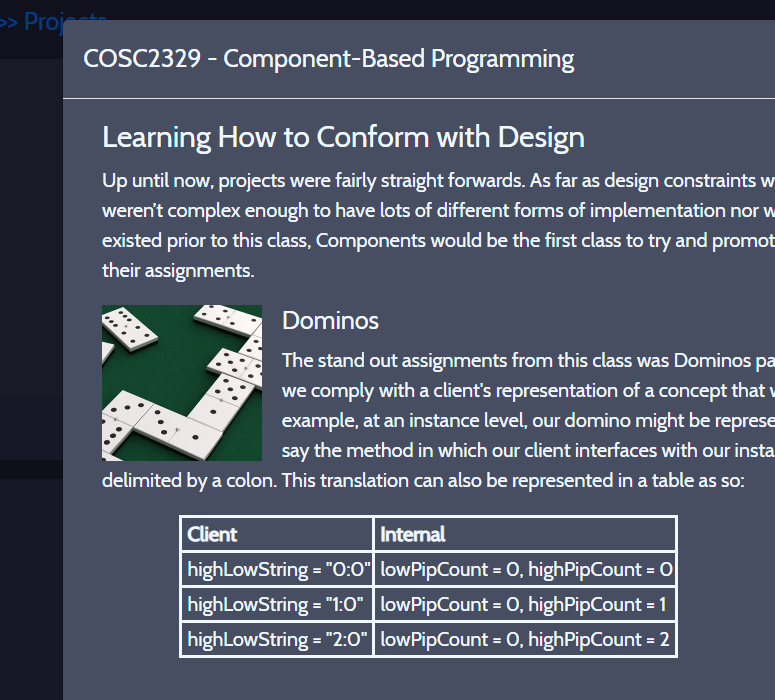 >> Projects
COSC2329 - Component-Based Programming
Learning How to Conform with Design
Up until now, projects were fairly straight forwards. As far as design constraints
weren't complex enough to have lots of different forms of implementation nor
existed prior to this class, Components would be the first class to try and
their assignments.
Dominos
The stand out assignments from this class was Dominos
we comply with a client's representation of a concept that
example, at an instance level, our domino might be
say the method in which our client interfaces with our
delimited by a colon. This translation can also be represented in a table as so:
Client Internal
highLowString = "0:0" lowPipCount = 0, highPipCount = 0
highLowString = "1:0" lowPipCount = 0, highPipCount = 1
highLowString = "2:0" lowPipCount = 0, highPipCount = 2